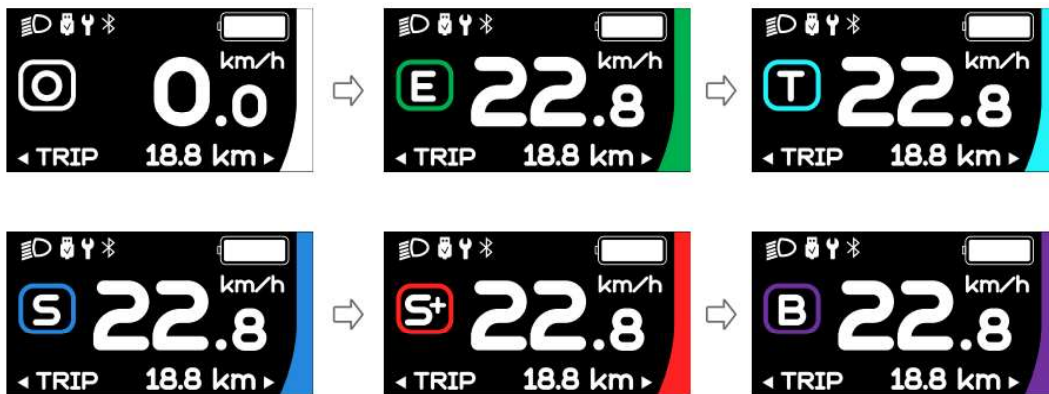 km/h
O 0.0
◂ TRIP 18.8 km ▸
km/h
E 22.8
◂ TRIP 18.8 km ▸
km/h
T 22.8
◂ TRIP 18.8 km ▸
km/h
S 22.8
◂ TRIP 18.8 km ▸
km/h
S+ 22.8
◂ TRIP 18.8 km ▸
km/h
B 22.8
◂ TRIP 18.8 km ▸